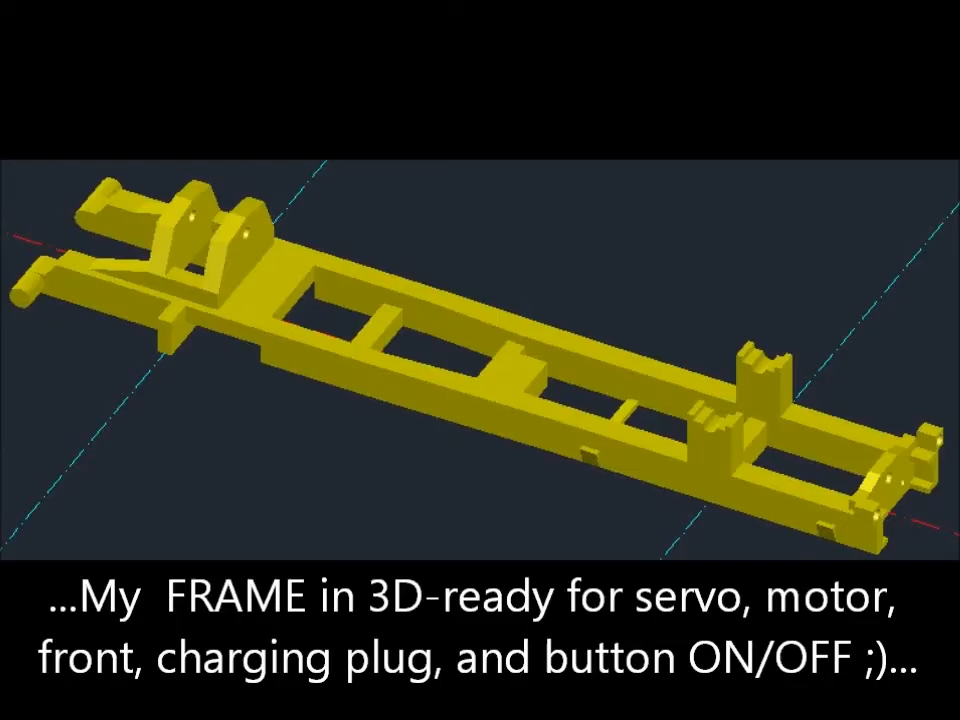 ...My  FRAME in 3D-ready for servo, motor,
front, charging plug, and button ON/OFF ;)...